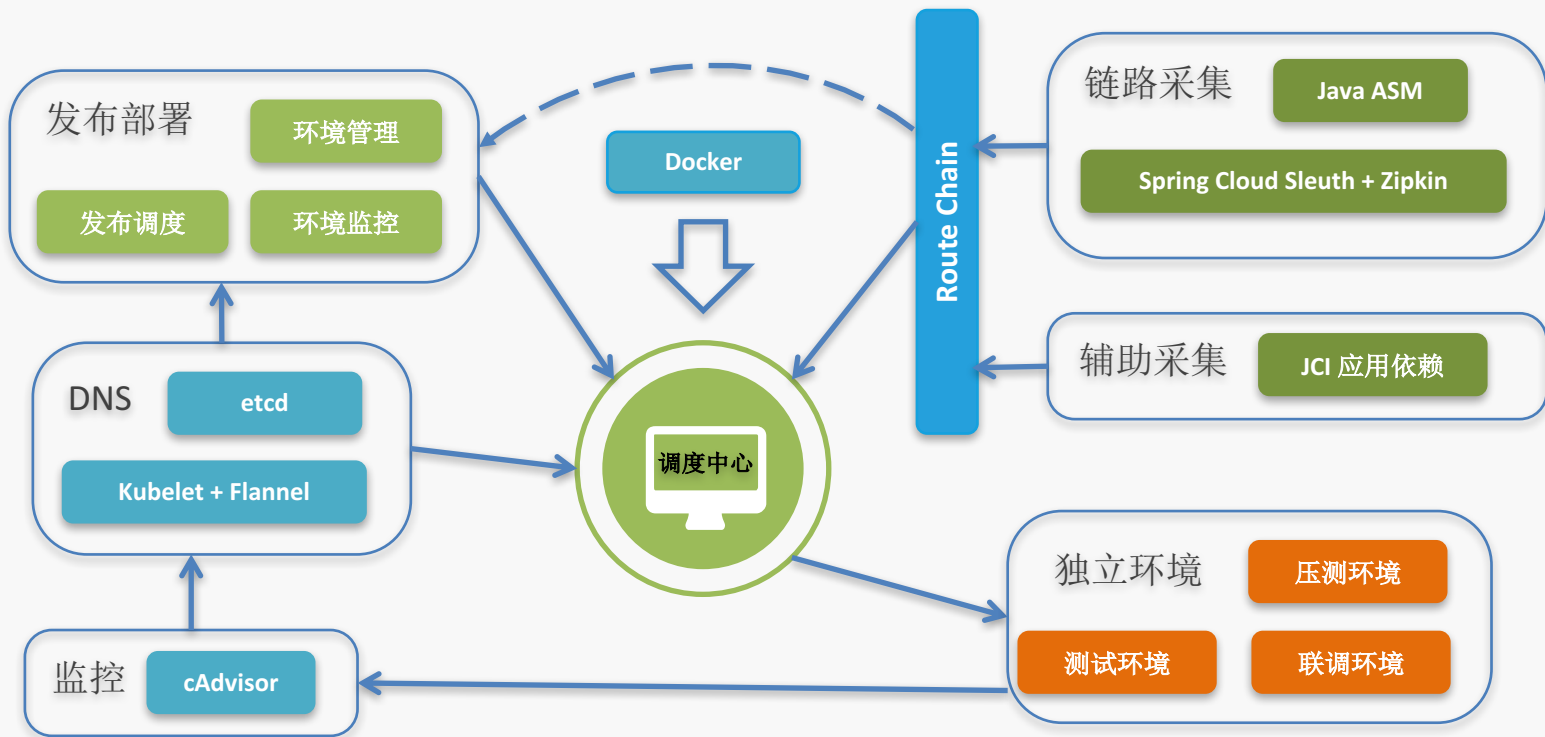 发布部署
环境管理
发布调度
环境监控
Docker
Route Chain
链路采集
Java ASM
Spring Cloud Sleuth + Zipkin
辅助采集
JCI 应用依赖
DNS
etcd
Kubelet + Flannel
调度中心
独立环境
压测环境
测试环境
联调环境
监控
cAdvisor